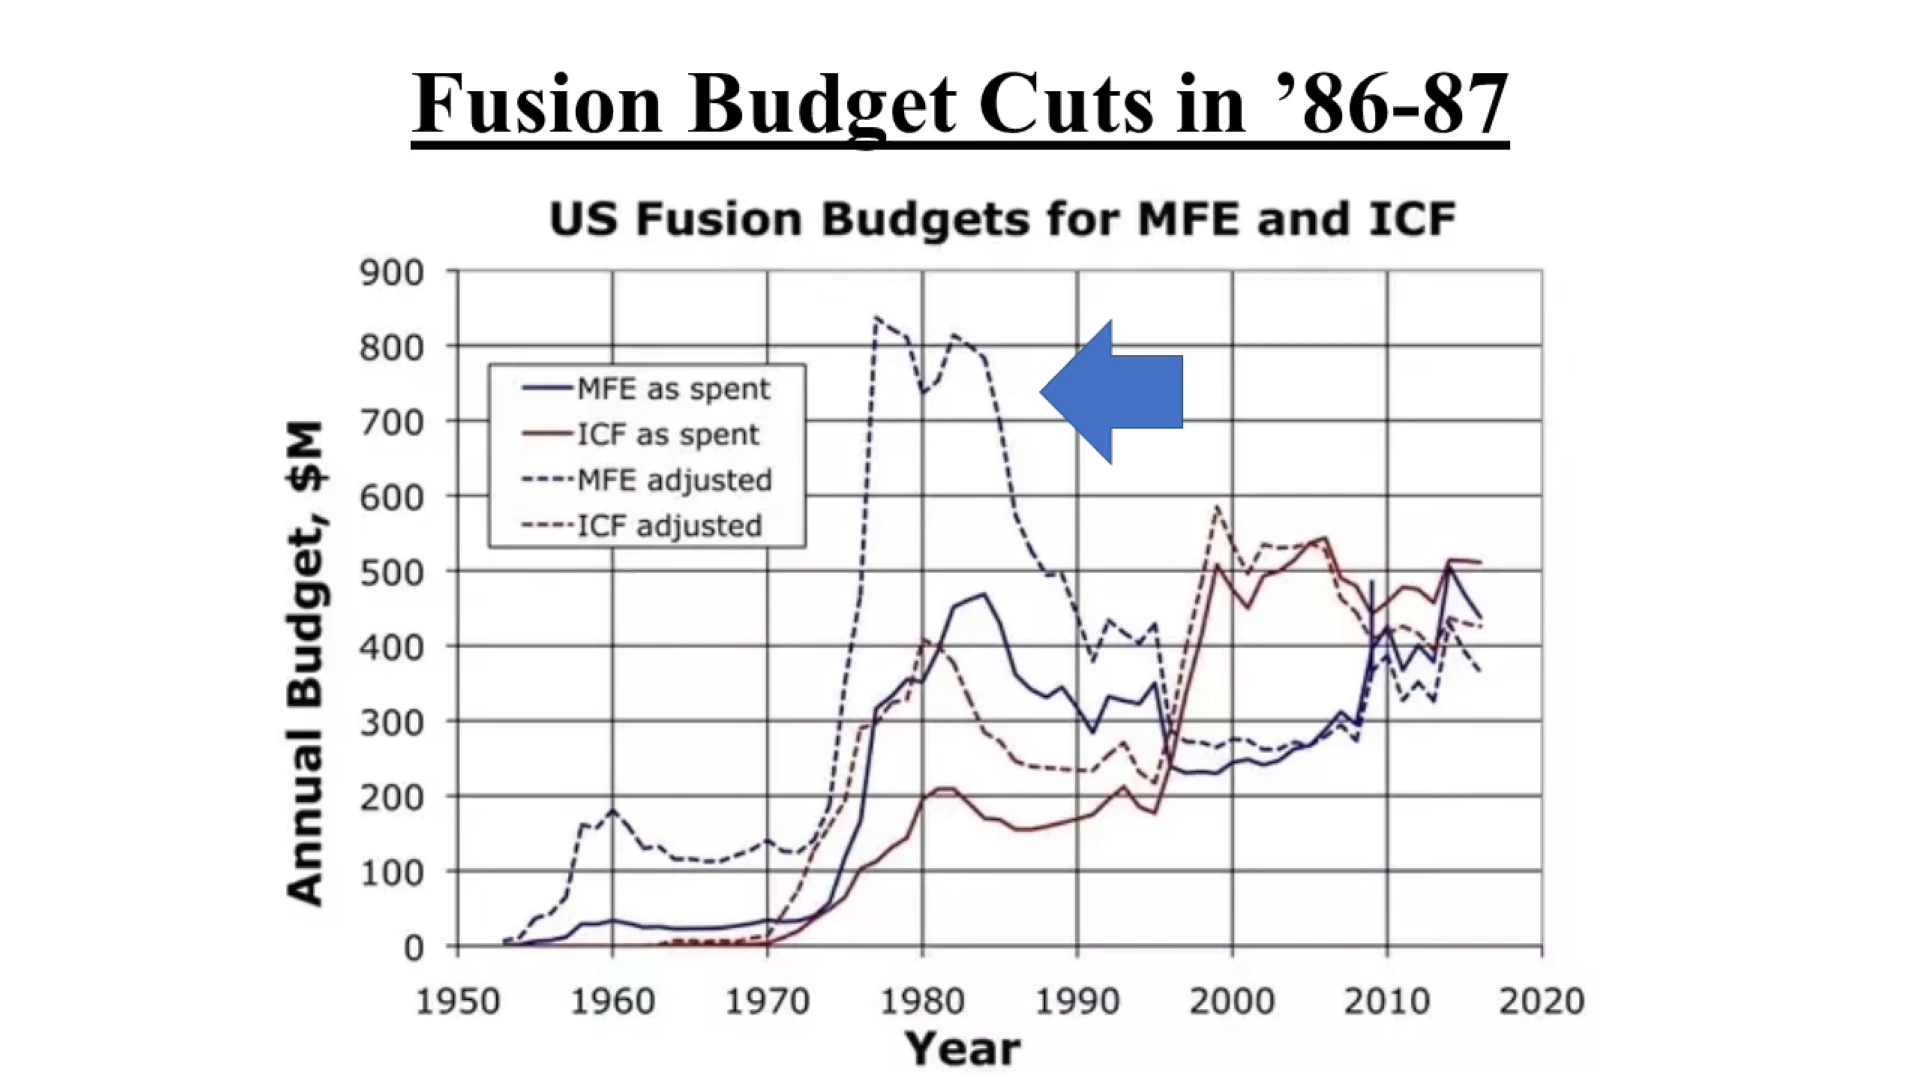 Fusion Budget Cuts in ’86-87
US Fusion Budgets for MFE and ICF
Annual Budget, $M
900
800
700
600
500
400
300
200
100
0
MFE as spent
ICF as spent
MFE adjusted
ICF adjusted
1950 1960 1970 1980 1990 2000 2010 2020
Year